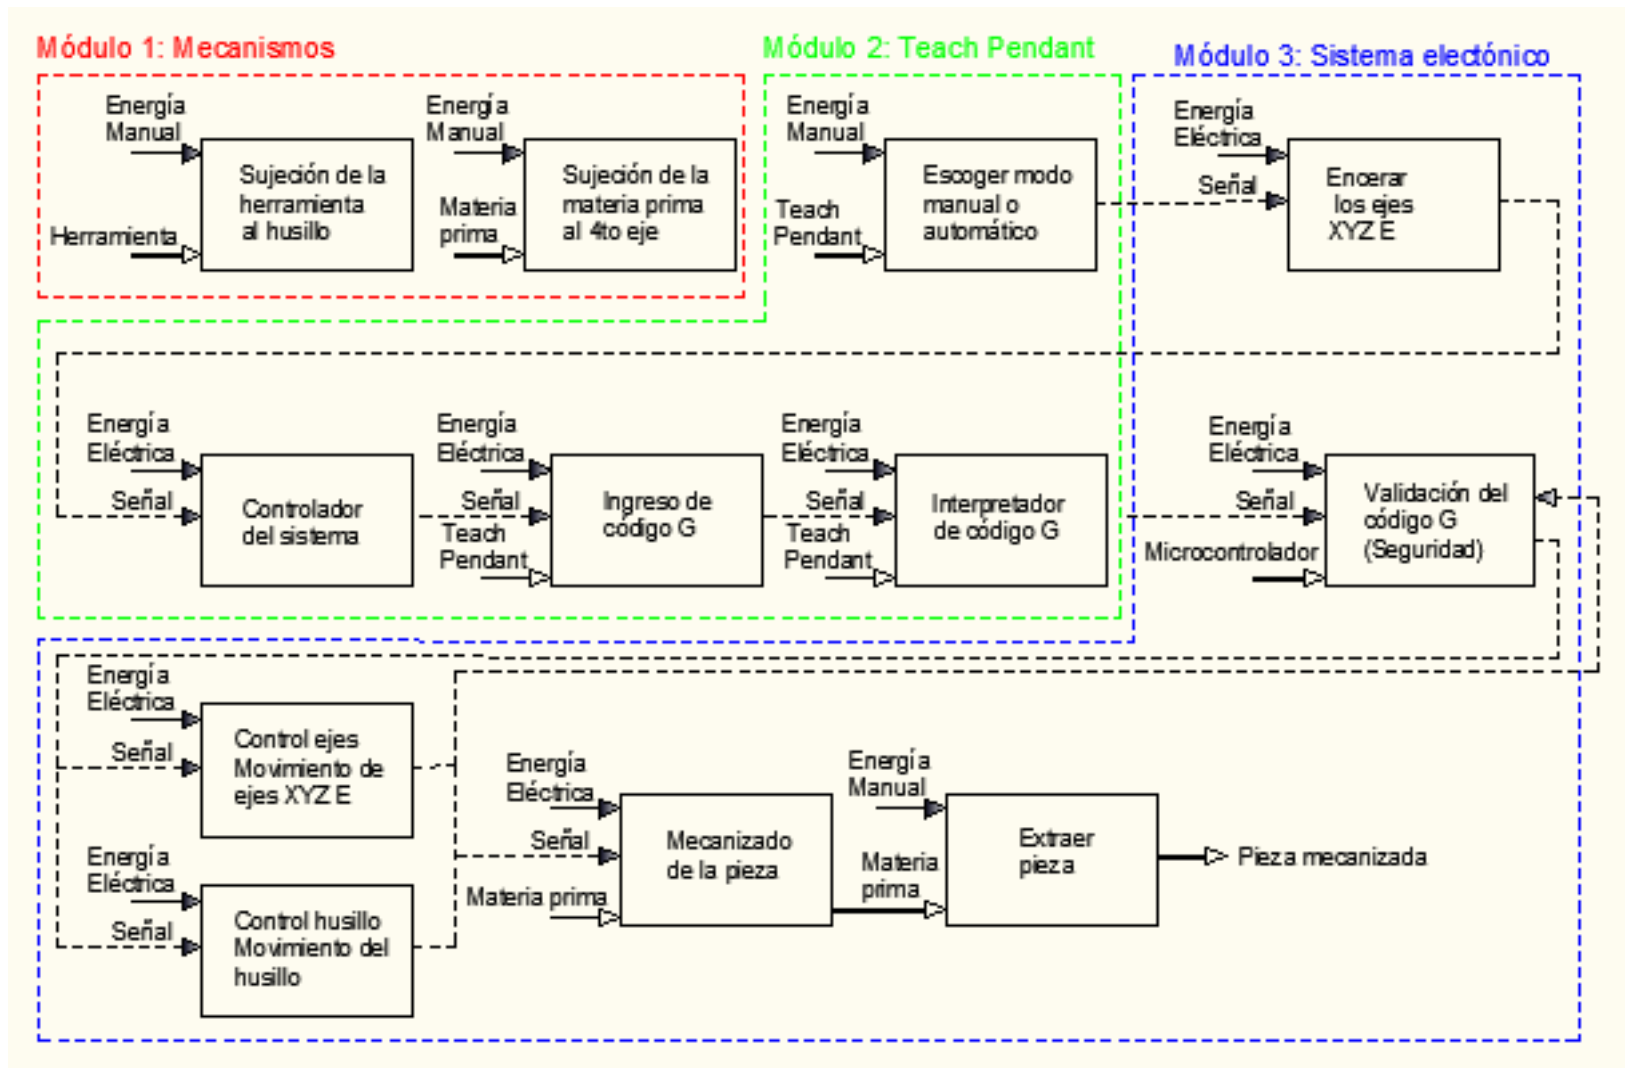 Módulo 1: Mecanismos
Módulo 2: Teach Pendant
Módulo 3: Sistema electónico
Energía
Manual
Herramienta
Sujeción de la
herramienta
al husillo
Energía
Manual
Materia
prima
Sujeción de la
materia prima
al 4to eje
Energía
Manual
Teach
Pendant
Escoger modo
manual o
automático
Energía
Eléctrica
Señal
Encerar
los ejes
XYZ E
Energía
Eléctrica
Señal
Controlador
del sistema
Energía
Eléctrica
Señal
Teach
Pendant
Ingreso de
código G
Energía
Eléctrica
Señal
Teach
Pendant
Interpretador
de código G
Energía
Eléctrica
Señal
Microcontrolador
Validación del
código G
(Seguridad)
Energía
Eléctrica
Señal
Control ejes
Movimiento de
ejes XYZ E
Energía
Eléctrica
Señal
Control husillo
Movimiento del
husillo
Energía
Eléctrica
Señal
Materia prima
Mecanizado
de la pieza
Energía
Manual
Materia
prima
Extraer
pieza
Pieza mecanizada